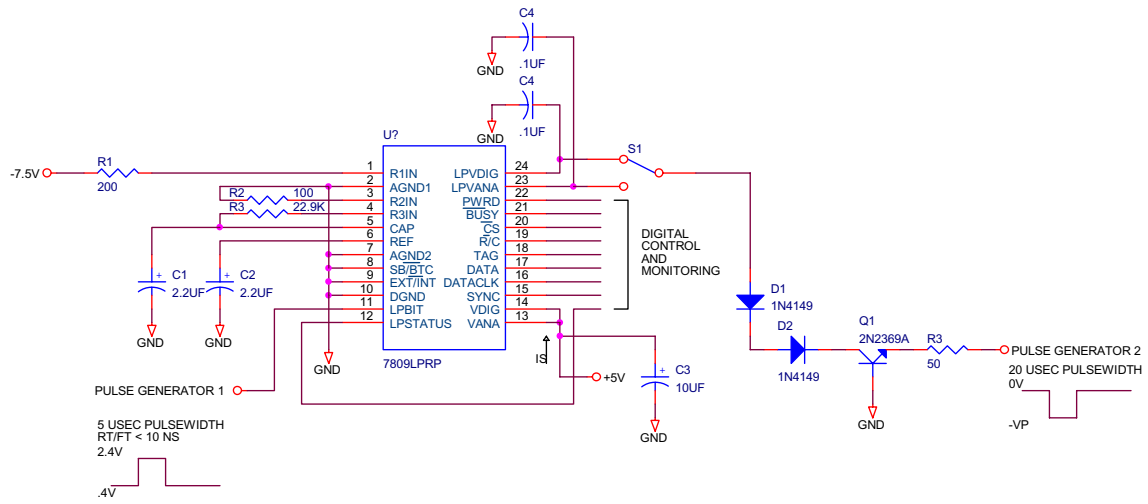 C4
GND
.1UF
C4
GND
.1UF
U?
S1
-7.5V
R1
200
1 R1IN LPVDIG 24
2 AGND1 LPVANA 23
R2 100 3 R2IN PWRD 22
R3 22.9K 4 R3IN BUSY 21
5 CAP CS 20
6 REF R/C 19
7 AGND2 TAG 18
8 SB/BTC DATA 17
9 EXT/INT DATACLK 16
10 DGND SYNC 15
11 LPBIT VDIG 14
12 LPSTATUS VANA 13
DIGITAL
CONTROL
AND
MONITORING
C1
2.2UF
C2
2.2UF
GND
GND
GND
7809LPRP
IS
+5V
C3
10UF
GND
D1
1N4149
D2
1N4149
Q1
2N2369A
GND
R3
50
PULSE GENERATOR 2
20 USEC PULSEWIDTH
0V
-VP
PULSE GENERATOR 1
5 USEC PULSEWIDTH
RT/FT < 10 NS
2.4V
.4V